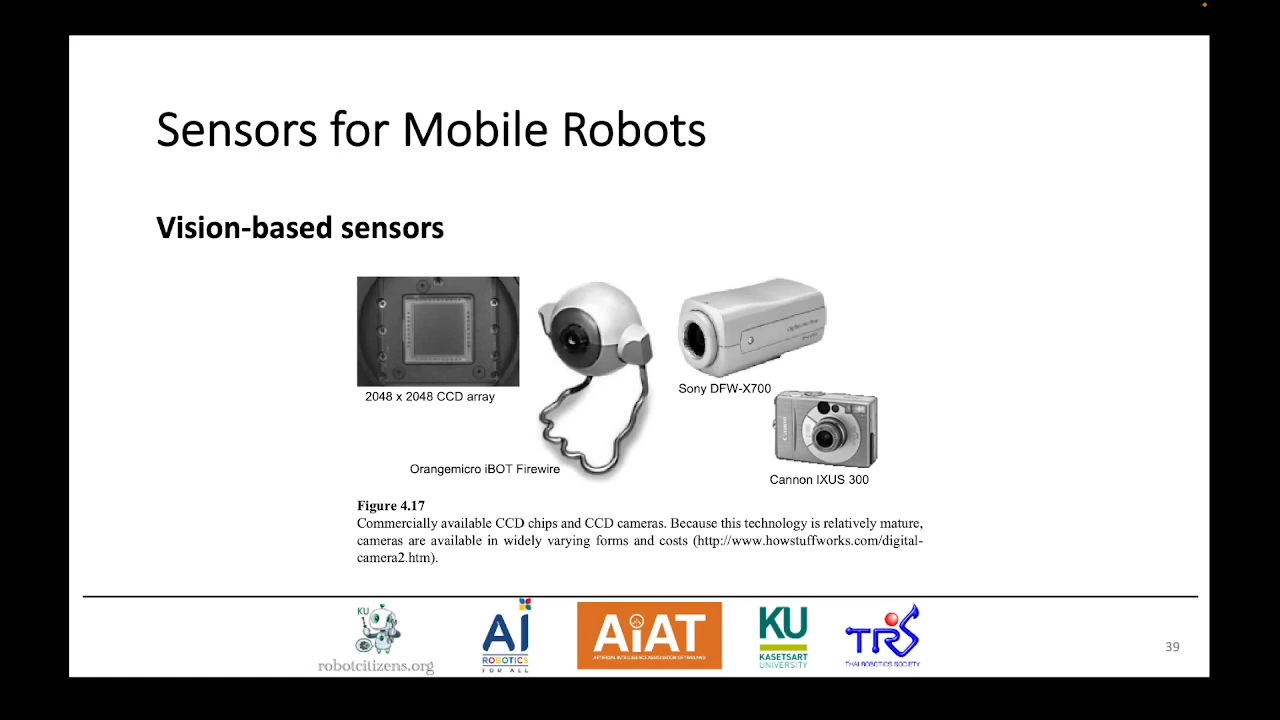 Sensors for Mobile Robots
Vision-based sensors
2048 x 2048 CCD array
Orangemicro iBOT Firewire
Sony DFW-X700
Canon
Cannon IXUS 300
Figure 4.17
Commercially available CCD chips and CCD cameras. Because this technology is relatively mature,
cameras are available in widely varying forms and costs (http://www.howstuffworks.com/digital-
camera2.htm).
KU
robotcitizens.org
AI
ROBOTICS
FOR ALL
AiAT
ARTIFICIAL INTELLIGENCE ASSOCIATION OF THAILAND
KU
KASETSART
UNIVERSITY
TRS
THAI ROBOTICS SOCIETY
39